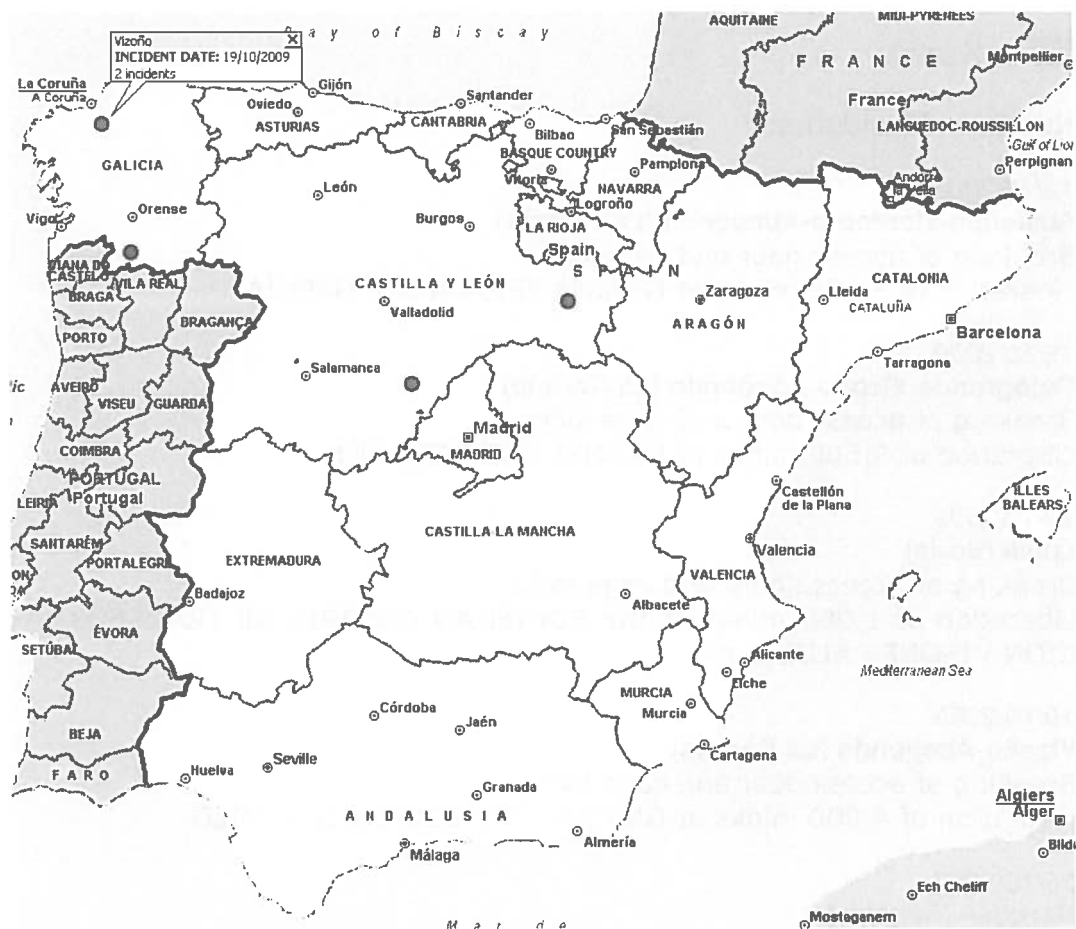 AQUITAINE
MIDI-PYRENEES
Vizoño
INCIDENT DATE: 19/10/2009
2 incidents
Bay of Biscay
FRANCE
Montpellier
La Coruña
A Coruña
Gijón
Santander
France
Oviedo
ASTURIAS
CANTABRIA
Bilbao
San Sebastián
LANGUEDOC-ROUSSILLON
Gulf of Lion
GALICIA
BASQUE COUNTRY
Pamplona
Perpignan
León
Vitoria
NAVARRA
Andorra
la Vella
Vigo
Orense
Burgos
Logroño
LA RIOJA
Spain
SPAIN
VIANA DO
CASTELO
VILA REAL
BRAGA
CASTILLA Y LEÓN
CATALONIA
Valladolid
Zaragoza
Lleida
CATALUÑA
BRAGANÇA
ARAGÓN
Barcelona
PORTO
Tarragona
Salamanca
AVEIRO
VISEU
GUARDA
Madrid
MADRID
COIMBRA
PORTUGAL
Portugal
Castellón
de la Plana
ILLES
BALEARS
LEIRIA
SANTARÉM
CASTILLA-LA MANCHA
Valencia
PORTALEGRE
EXTREMADURA
VALENCIA
Badajoz
Albacete
ÉVORA
SETÚBAL
Alicante
Elche
Mediterranean Sea
MURCIA
Murcia
Córdoba
Jaén
BEJA
Cartagena
FARO
Huelva
Seville
Granada
Algiers
Alger
ANDALUSIA
Almería
Blida
Málaga
Ech Cheliff
Mostaganem
Mar de